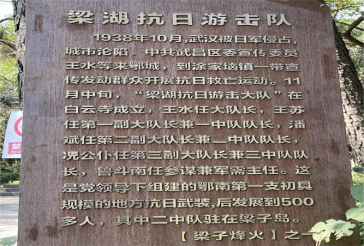 梁湖抗日游击队
1938年10月，武汉被日军侵占，
城市沦陷。中共武昌区委宣传委员
王水等来鄂城，到涂家垴镇一带宣
传发动群众开展抗日救亡运动。11
月中旬，“梁湖抗日游击大队”在
白云寺成立，王水任大队长，王苏
任第一副大队长兼一中队队长，潘
斌任第二副大队长兼二中队队长，
况公仆任第三副大队长兼三中队队
长，鲁斗南任参谋兼军需主任。这
是党领导下组建的鄂南第一支初具
规模的地方抗日武装，后发展到500
多人，其中二中队驻在梁子岛。
【梁子烽火】之一